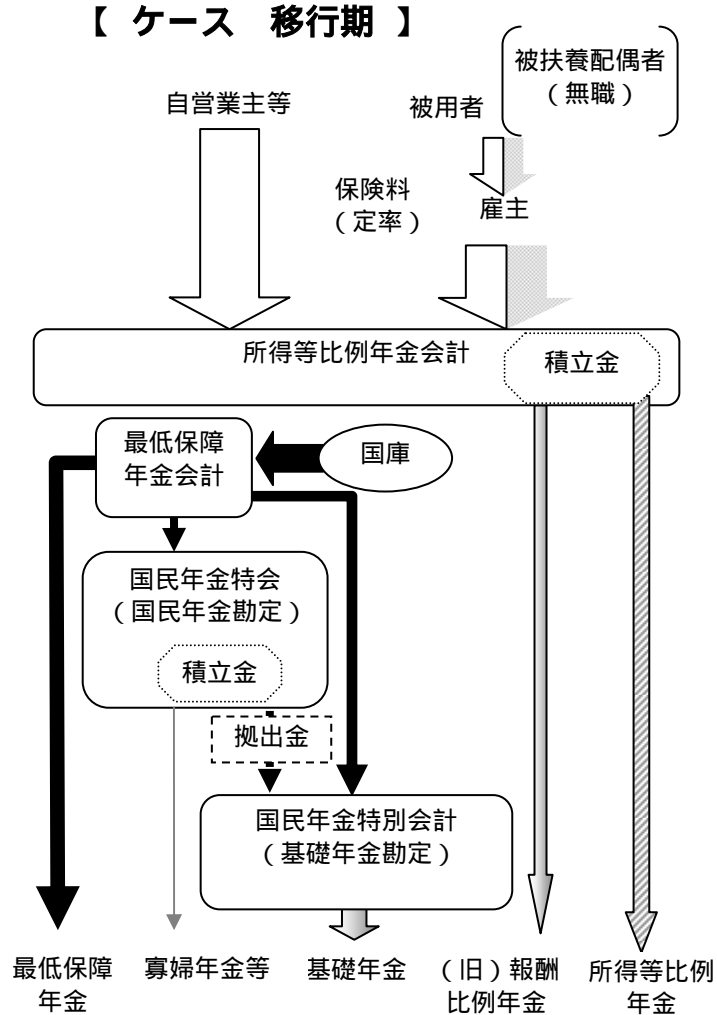 【 ケース　移行期 】
被扶養配偶者
（無職）
自営業主等
被用者
保険料
（定率）
雇主
所得等比例年金会計
積立金
最低保障
年金会計
国庫
国民年金特会
（国民年金勘定）
積立金
拠出金
国民年金特別会計
（基礎年金勘定）
最低保障
年金
寡婦年金等
基礎年金
（旧）報酬
比例年金
所得等比例
年金